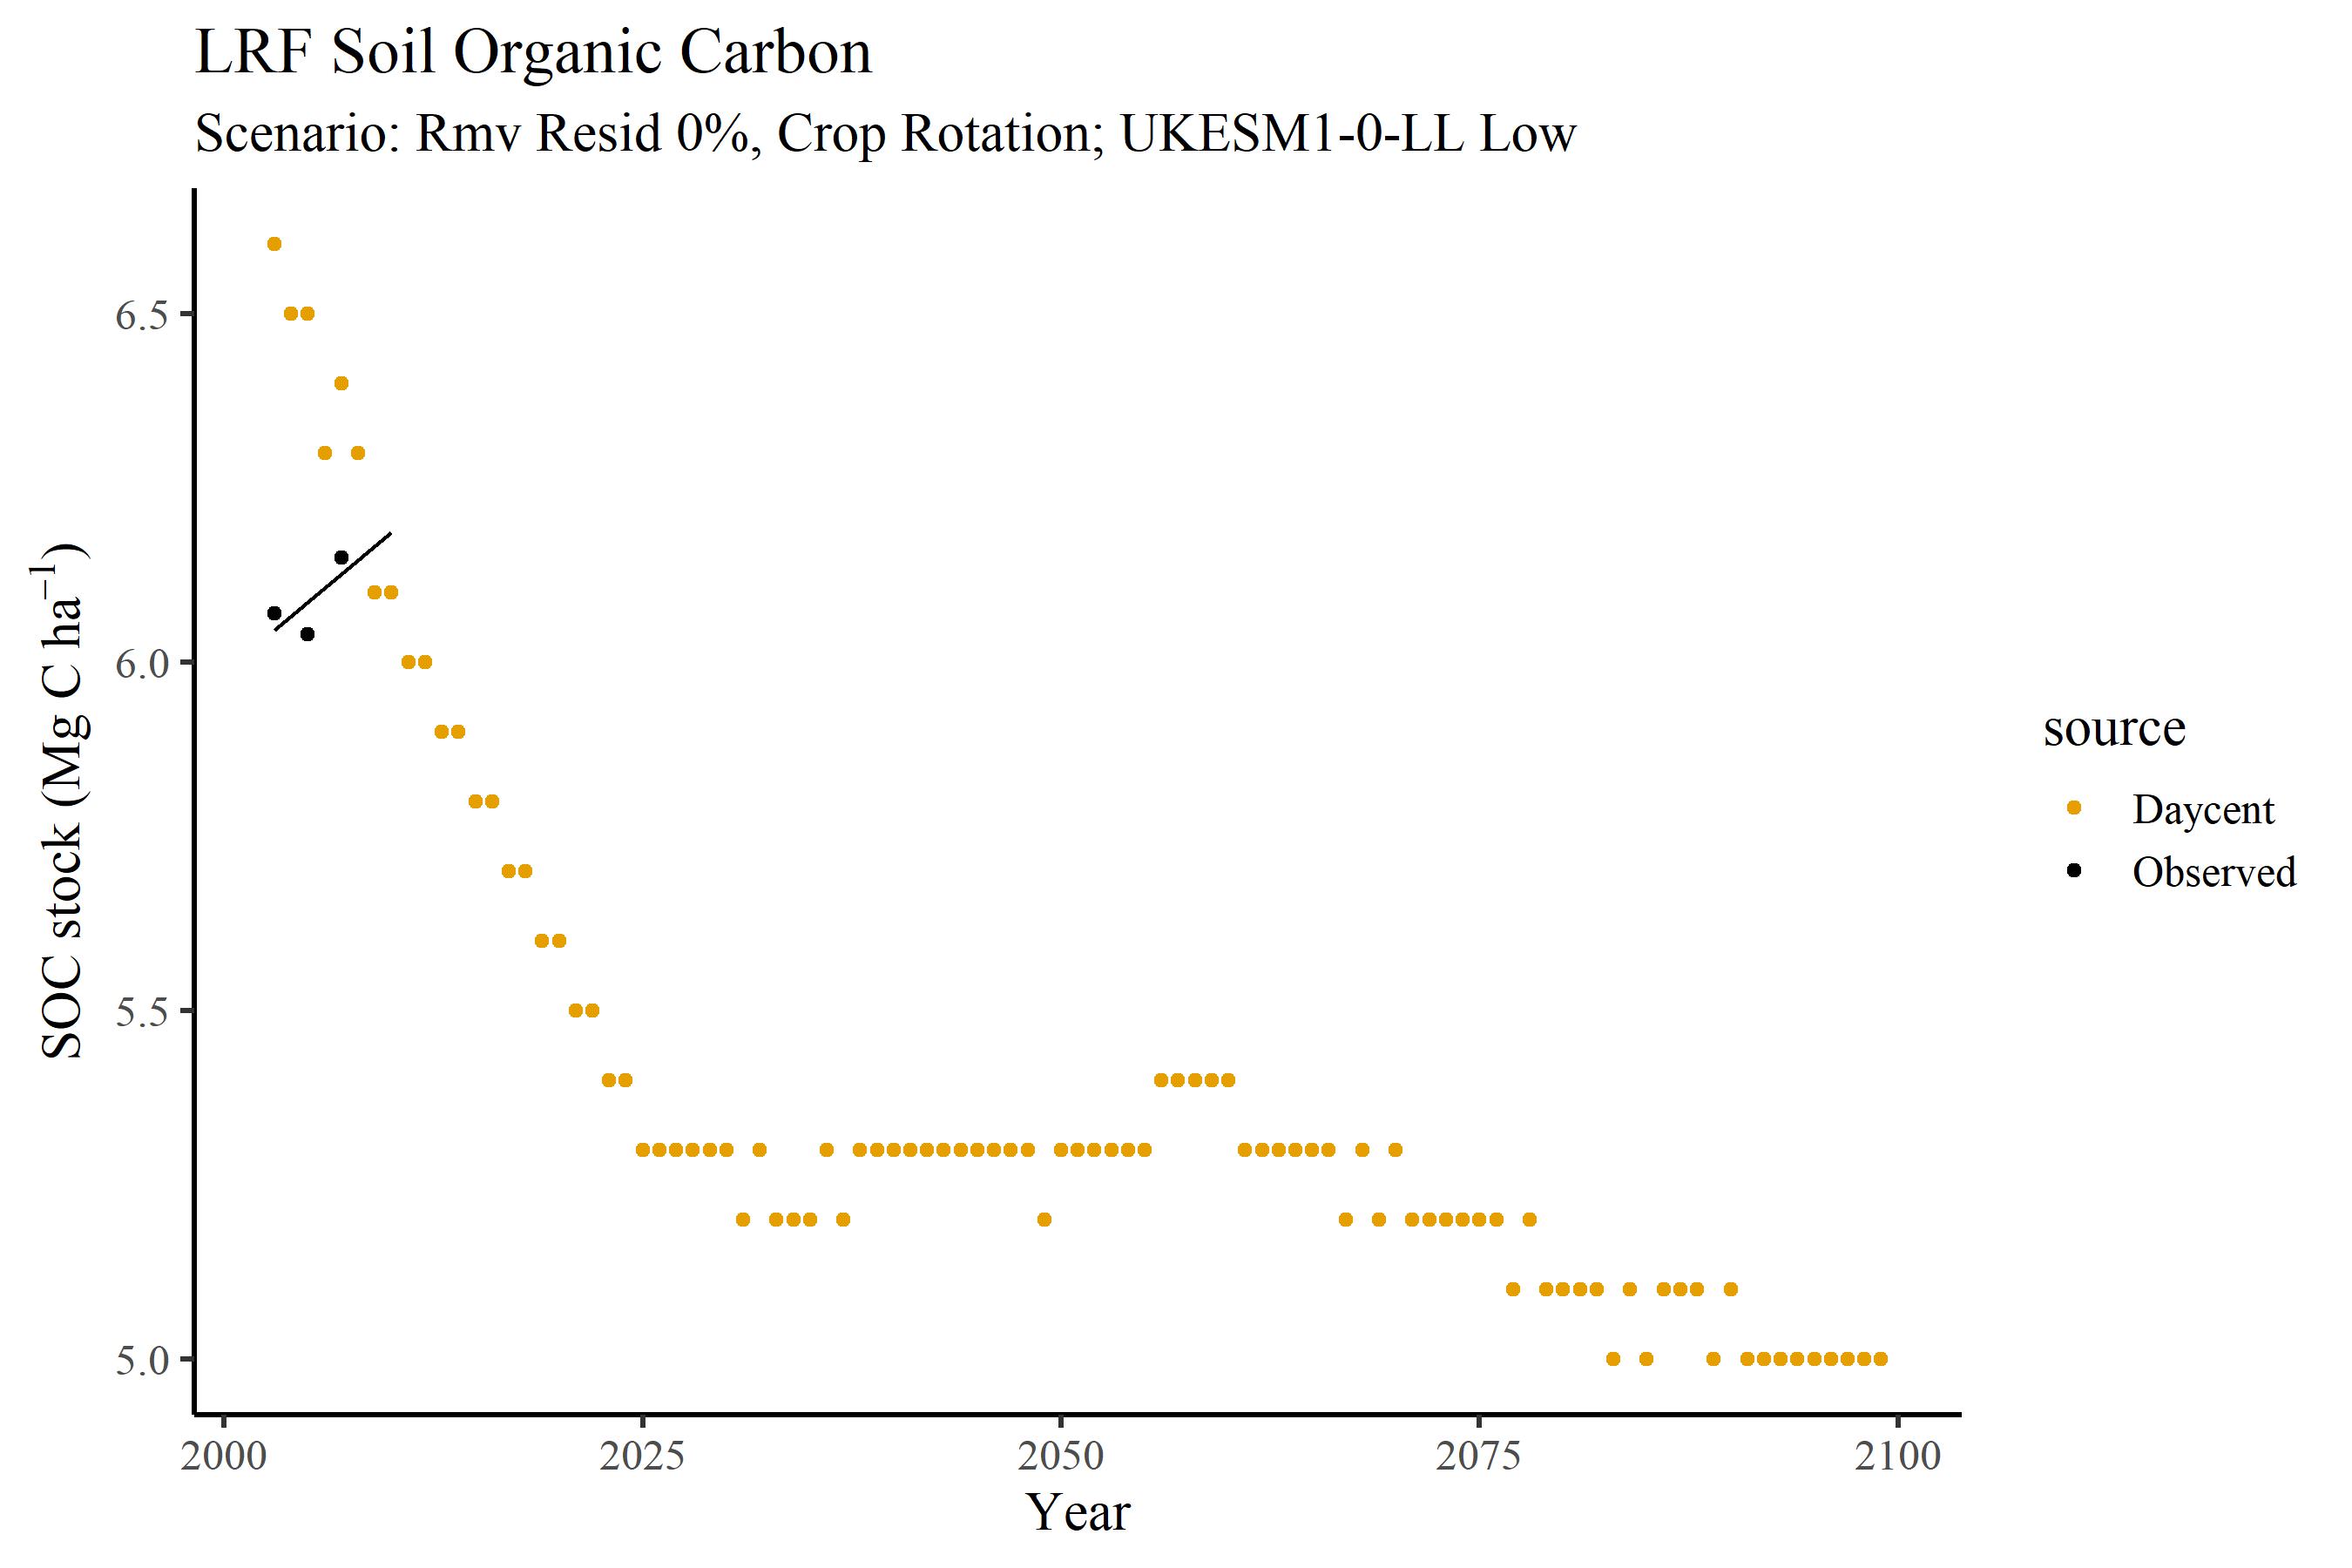 LRF Soil Organic Carbon
Scenario: Rmv Resid 0%, Crop Rotation; UKESM1-0-LL Low
SOC stock (Mg C ha⁻¹)
6.5
6.0
5.5
5.0
2000 2025 2050 2075 2100
Year
source
Daycent
Observed